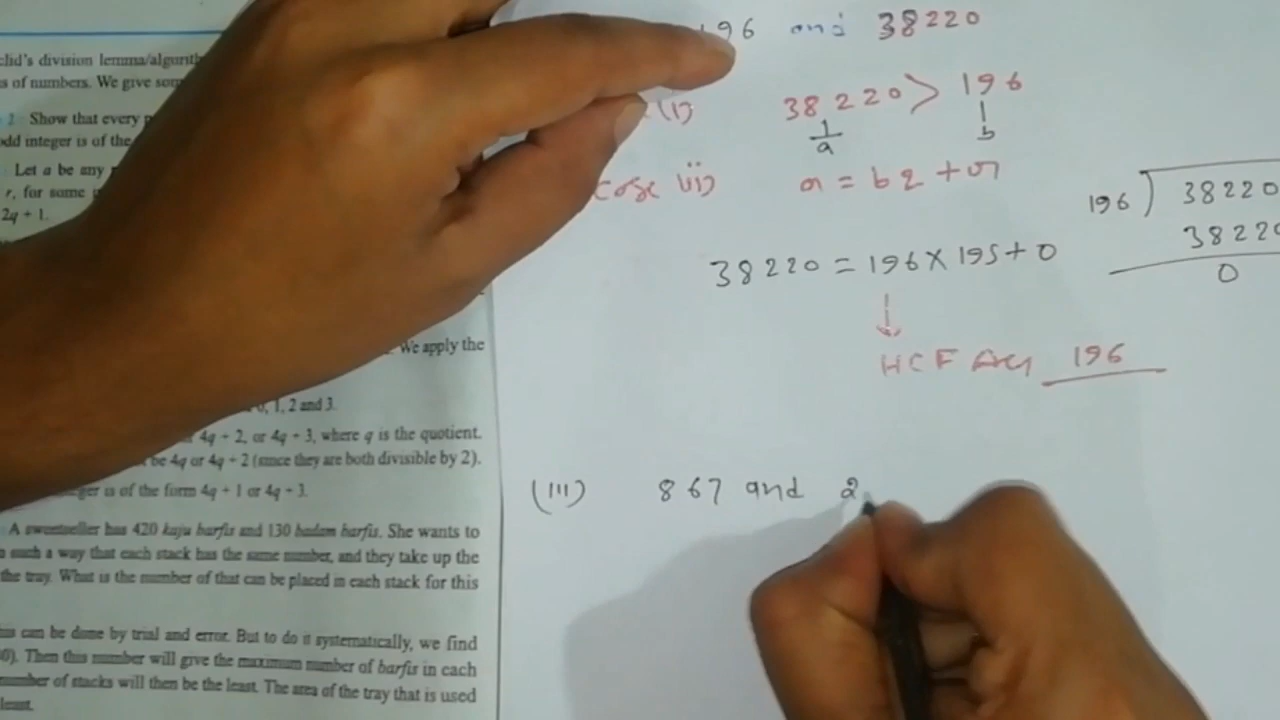 clid's division lemma/algorith
s of numbers. We give som
2 Show that every
odd integer is of the
Let a be any
r, for some
2q + 1.
We apply the
0, 1, 2 and 3.
4q + 2, or 4q + 3, where q is the quotient.
be 4q or 4q + 2 (since they are both divisible by 2).
eger is of the form 4q + 1 or 4q + 3.
A sweetseller has 420 kaju barfis and 130 badam barfis. She wants to
such a way that each stack has the same number, and they take up the
the tray. What is the number of that can be placed in each stack for this
his can be done by trial and error. But to do it systematically, we find
0). Then this number will give the maximum number of barfis in each
number of stacks will then be the least. The area of the tray that is used
least.
196 and 38220
(i) 38220 > 196
a b
case (ii) a = bq + r
38220 = 196 × 195 + 0
HCF 196
196 ) 38220
38220
0
(III) 867 and 2